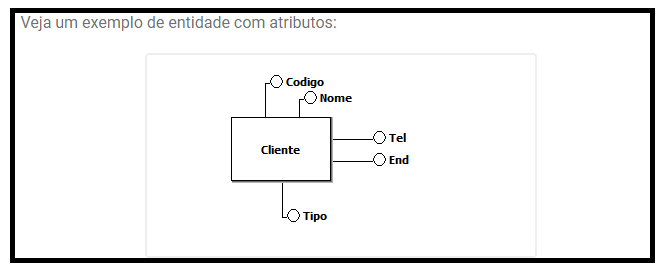 Veja um exemplo de entidade com atributos:
Codigo
Nome
Cliente
Tel
End
Tipo